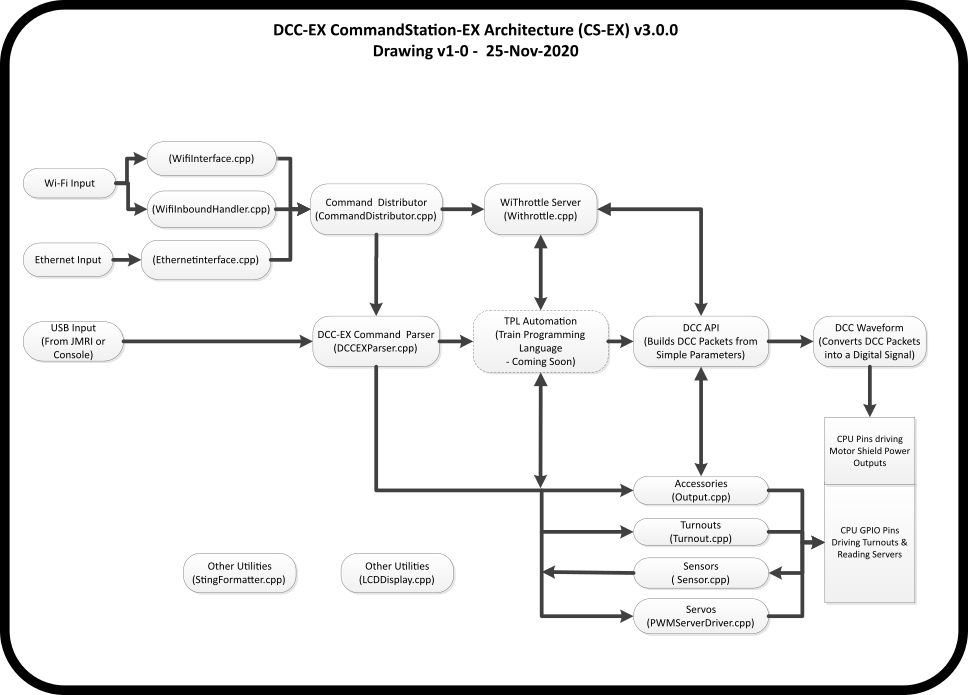 DCC-EX CommandStation-EX Architecture (CS-EX) v3.0.0
Drawing v1-0 - 25-Nov-2020
(WifiInterface.cpp)
Wi-Fi Input
(WifiInboundHandler.cpp)
Command Distributor
(CommandDistributor.cpp)
WiThrottle Server
(Withrottle.cpp)
Ethernet Input
(Ethernetinterface.cpp)
USB Input
(From JMRI or
Console)
DCC-EX Command Parser
(DCCEXParser.cpp)
TPL Automation
(Train Programming
Language
- Coming Soon)
DCC API
(Builds DCC Packets from
Simple Parameters)
DCC Waveform
(Converts DCC Packets
into a Digital Signal)
CPU Pins driving
Motor Shield Power
Outputs
Accessories
(Output.cpp)
Turnouts
(Turnout.cpp)
CPU GPIO Pins
Driving Turnouts &
Reading Servers
Sensors
( Sensor.cpp)
Servos
(PWMServerDriver.cpp)
Other Utilities
(StingFormatter.cpp)
Other Utilities
(LCDDisplay.cpp)